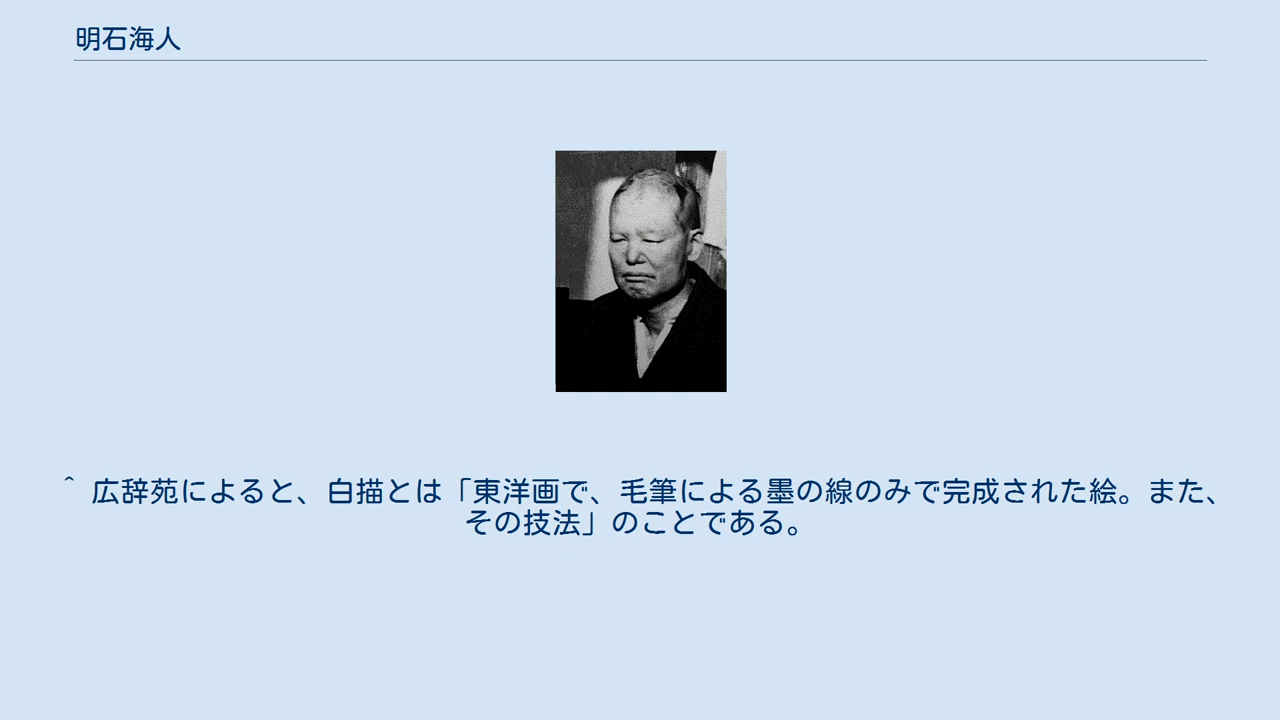 明石海人
^ 広辞苑によると、白描とは「東洋画で、毛筆による墨の線のみで完成された絵。また、
その技法」のことである。